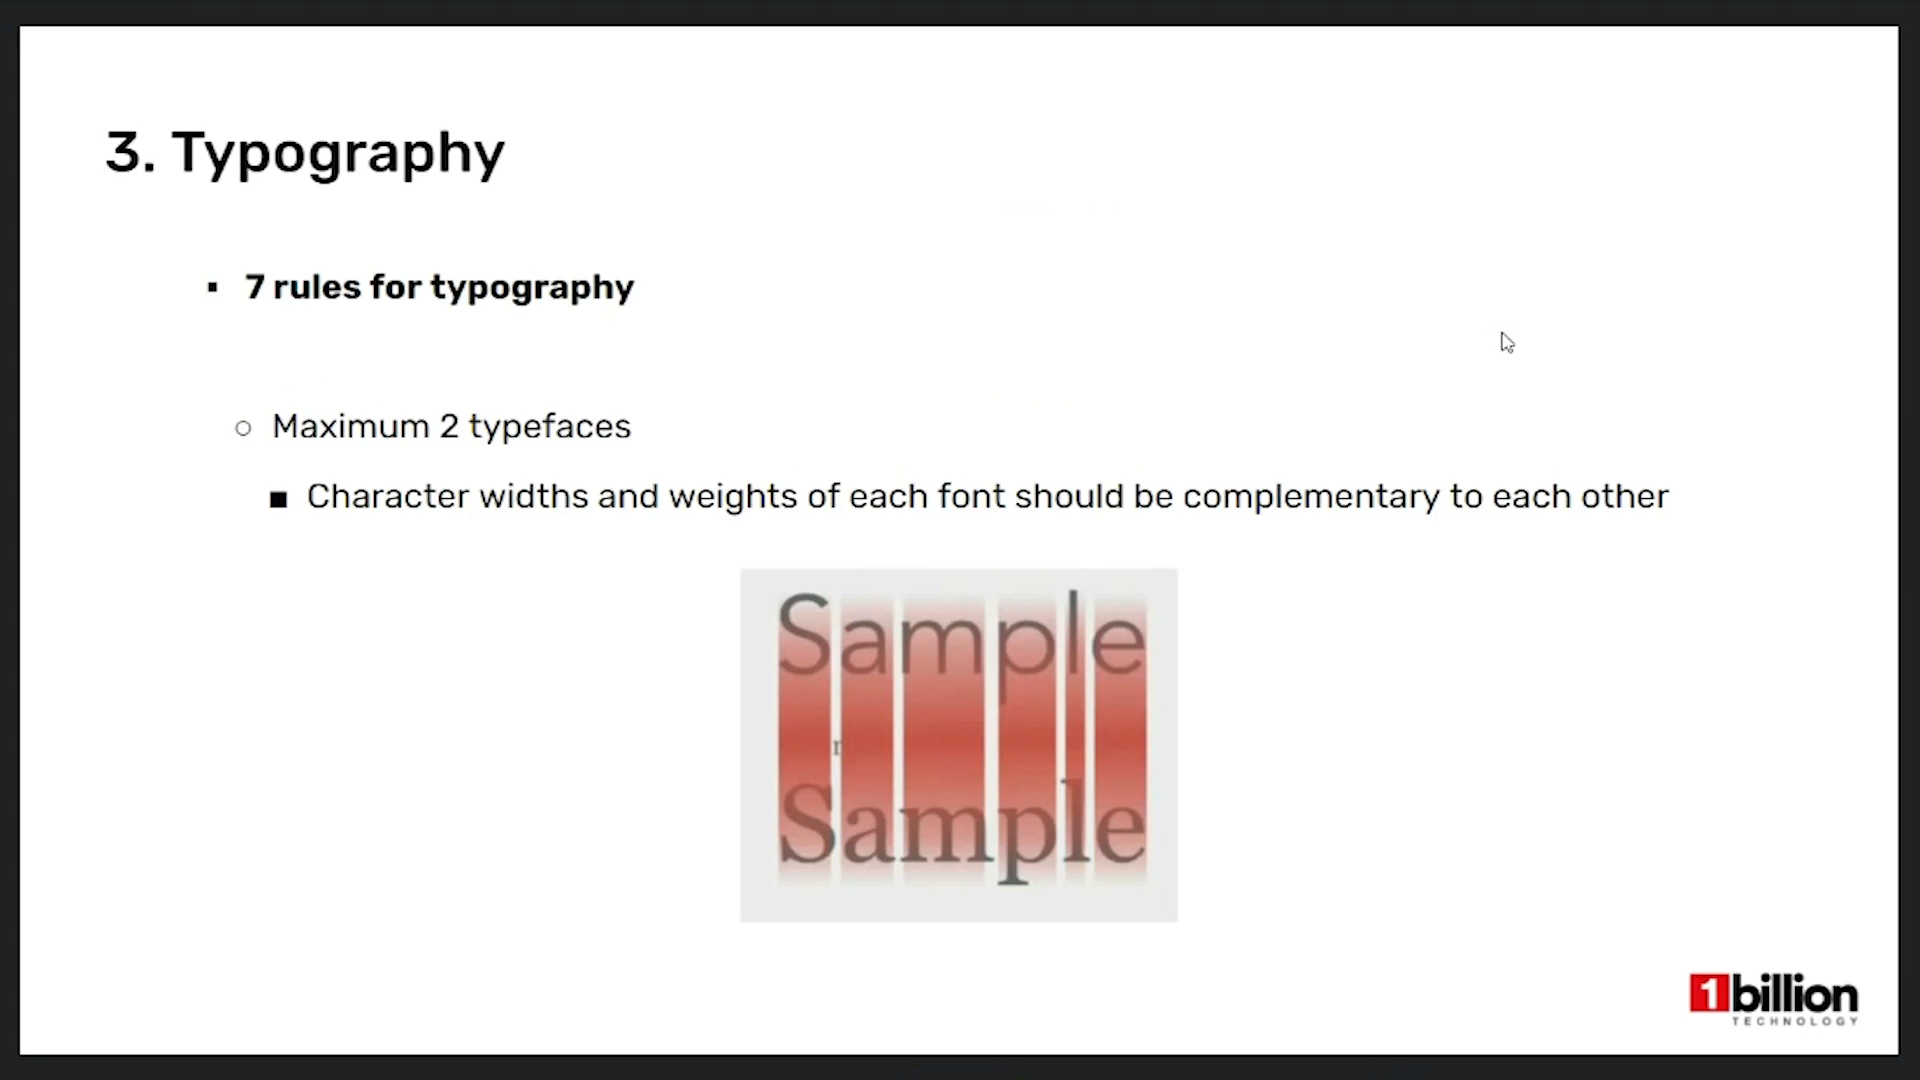 3. Typography
▪ 7 rules for typography
○ Maximum 2 typefaces
■ Character widths and weights of each font should be complementary to each other
Sample
r
Sample
1billion
TECHNOLOGY